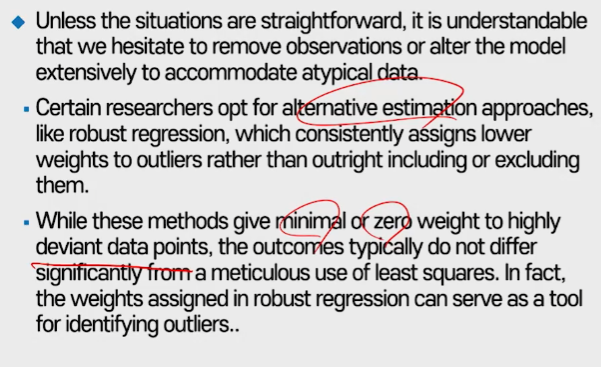 ◆ Unless the situations are straightforward, it is understandable
that we hesitate to remove observations or alter the model
extensively to accommodate atypical data.
▪ Certain researchers opt for alternative estimation approaches,
like robust regression, which consistently assigns lower
weights to outliers rather than outright including or excluding
them.
▪ While these methods give minimal or zero weight to highly
deviant data points, the outcomes typically do not differ
significantly from a meticulous use of least squares. In fact,
the weights assigned in robust regression can serve as a tool
for identifying outliers..